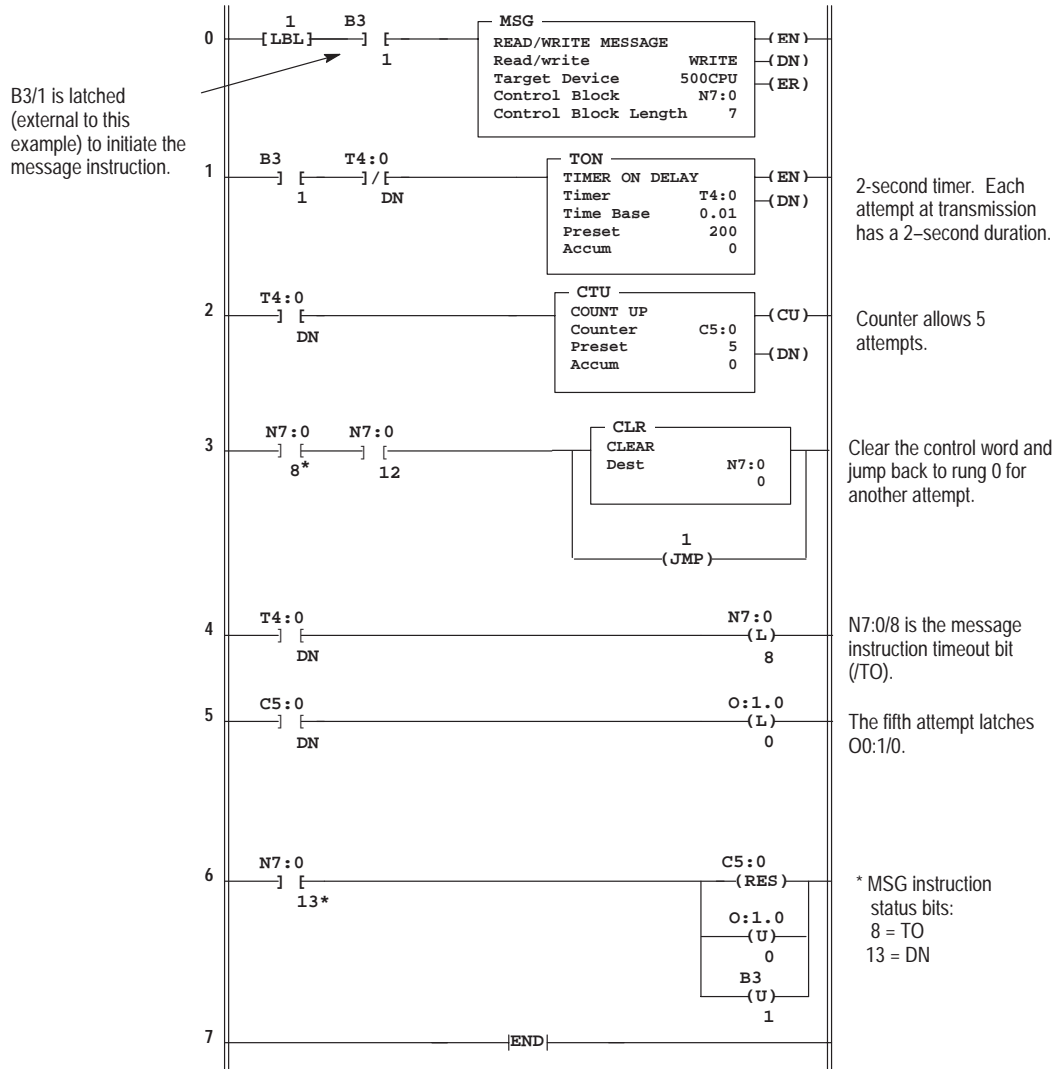 1 B3 MSG
0 [LBL] ] [ READ/WRITE MESSAGE (EN)
1 Read/write WRITE (DN)
Target Device 500CPU (ER)
Control Block N7:0
Control Block Length 7
B3/1 is latched
(external to this
example) to initiate the
message instruction.
B3 T4:0 TON
1 ] [ ]/[ TIMER ON DELAY (EN)
1 DN Timer T4:0 (DN)
Time Base 0.01
Preset 200
Accum 0
2-second timer. Each
attempt at transmission
has a 2–second duration.
T4:0 CTU
2 ] [ COUNT UP (CU)
DN Counter C5:0
Preset 5 (DN)
Accum 0
Counter allows 5
attempts.
N7:0 N7:0 CLR
3 ] [ ] [ CLEAR
8* 12 Dest N7:0
0
1
(JMP)
Clear the control word and
jump back to rung 0 for
another attempt.
T4:0 N7:0
4 ] [ (L)
DN 8
N7:0/8 is the message
instruction timeout bit
(/TO).
C5:0 O:1.0
5 ] [ (L)
DN 0
The fifth attempt latches
O0:1/0.
N7:0 C5:0
6 ] [ (RES)
13* O:1.0
(U)
0
B3
(U)
1
* MSG instruction
status bits:
8 = TO
13 = DN
7 |END|